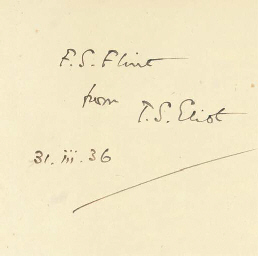 F. S. Flint
from
T. S. Eliot
31. iii. 36